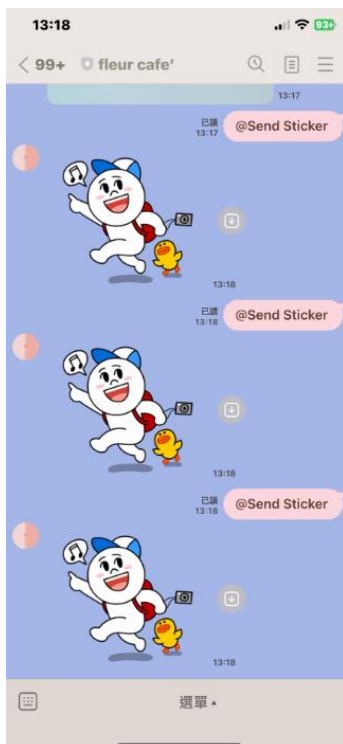 13:18
93+
99+ fleur cafe'
13:17
已讀
13:17
@Send Sticker
13:18
已讀
13:18
@Send Sticker
13:18
已讀
13:18
@Send Sticker
13:18
選單